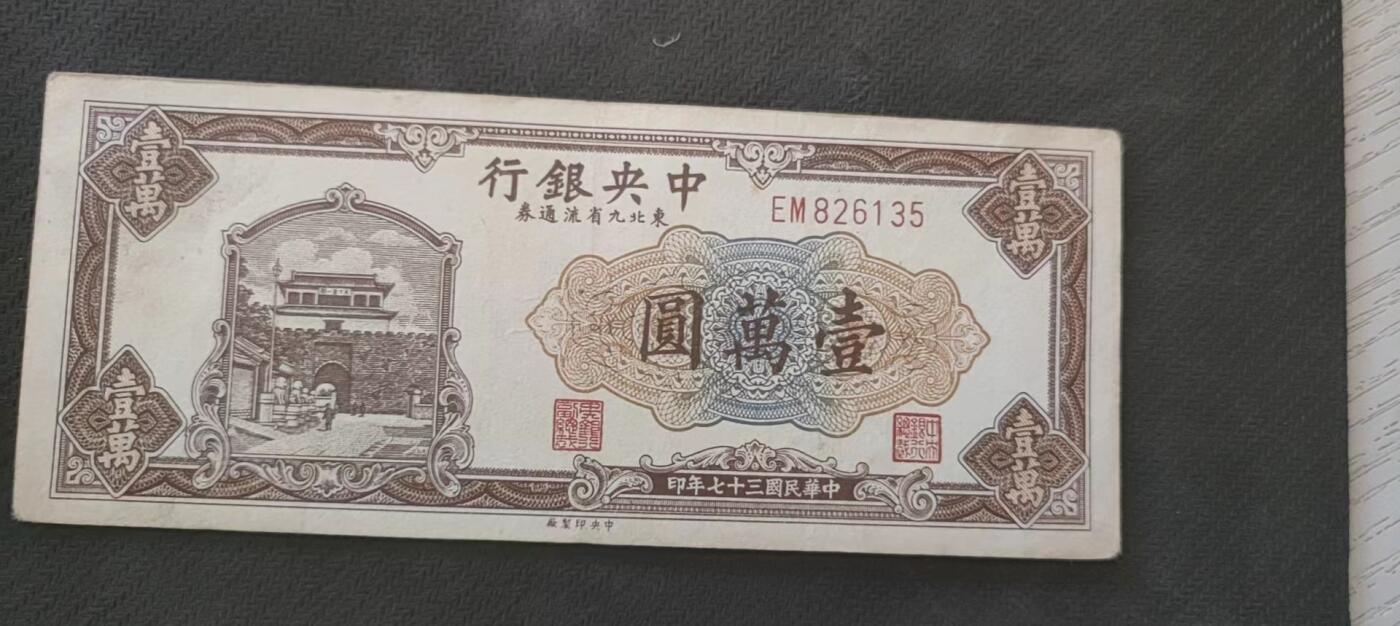 壹萬
中央銀行
東北九省流通券
EM826135
壹萬
壹萬圓
壹萬
中華民國三十七年印
壹萬
中央印製廠